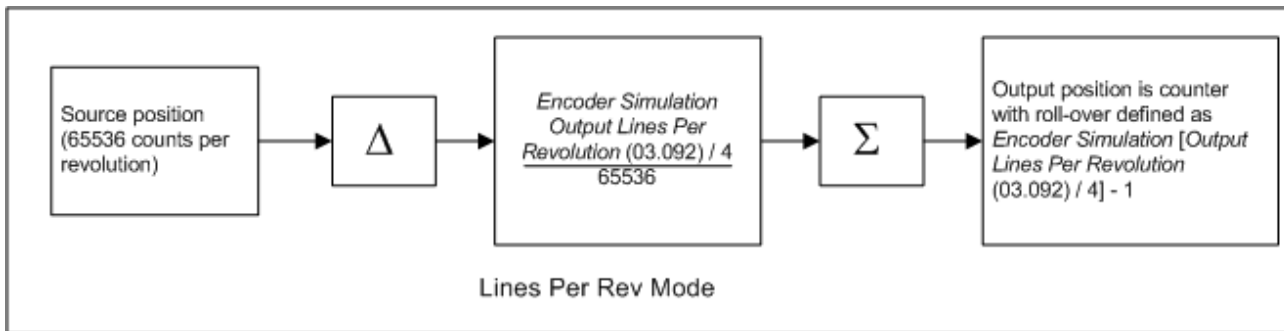 Source position
(65536 counts per
revolution)
Δ
Encoder Simulation
Output Lines Per
Revolution (03.092) / 4
65536
Σ
Output position is counter
with roll-over defined as
Encoder Simulation [Output
Lines Per Revolution
(03.092) / 4] - 1
Lines Per Rev Mode